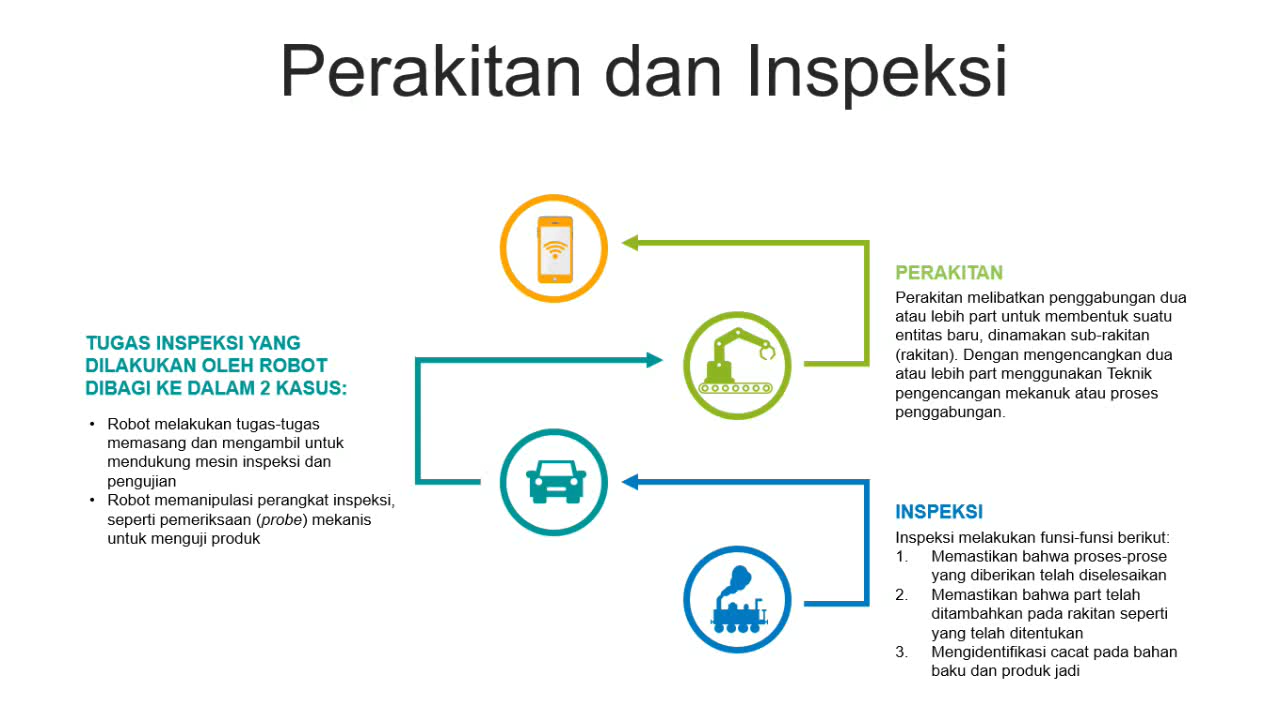 Perakitan dan Inspeksi
TUGAS INSPEKSI YANG
DILAKUKAN OLEH ROBOT
DIBAGI KE DALAM 2 KASUS:
• Robot melakukan tugas-tugas
memasang dan mengambil untuk
mendukung mesin inspeksi dan
pengujian
• Robot memanipulasi perangkat inspeksi,
seperti pemeriksaan (probe) mekanis
untuk menguji produk
PERAKITAN
Perakitan melibatkan penggabungan dua
atau lebih part untuk membentuk suatu
entitas baru, dinamakan sub-rakitan
(rakitan). Dengan mengencangkan dua
atau lebih part menggunakan Teknik
pengencangan mekanuk atau proses
penggabungan.
INSPEKSI
Inspeksi melakukan funsi-funsi berikut:
1. Memastikan bahwa proses-prose
yang diberikan telah diselesaikan
2. Memastikan bahwa part telah
ditambahkan pada rakitan seperti
yang telah ditentukan
3. Mengidentifikasi cacat pada bahan
baku dan produk jadi